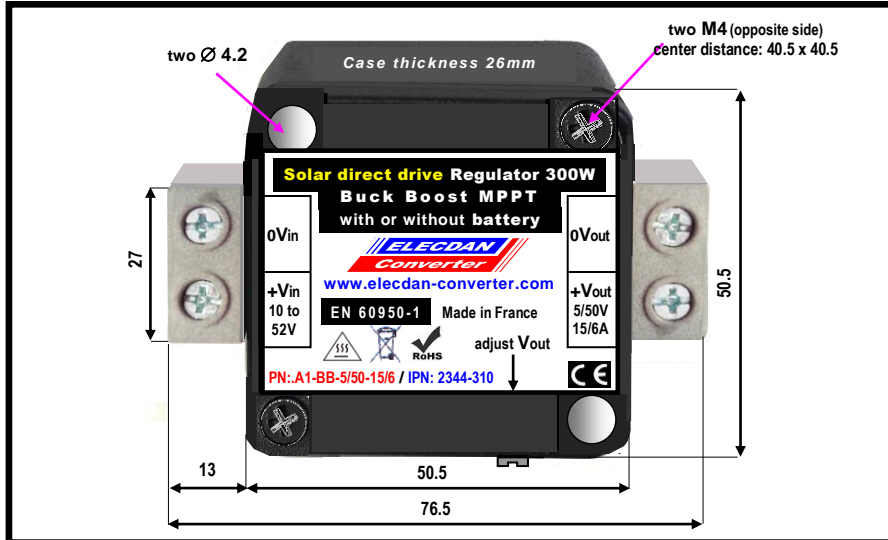 two Ø 4.2
Case thickness 26mm
two M4 (opposite side)
center distance: 40.5 x 40.5
Solar direct drive Regulator 300W
Buck Boost MPPT
with or without battery
ELECDAN
Converter
www.elecdan-converter.com
0Vin
+Vin
10 to
52V
0Vout
+Vout
5/50V
15/6A
EN 60950-1 Made in France
RoHS
adjust Vout
PN:.A1-BB-5/50-15/6 / IPN: 2344-310
CE
27
50.5
13
50.5
76.5